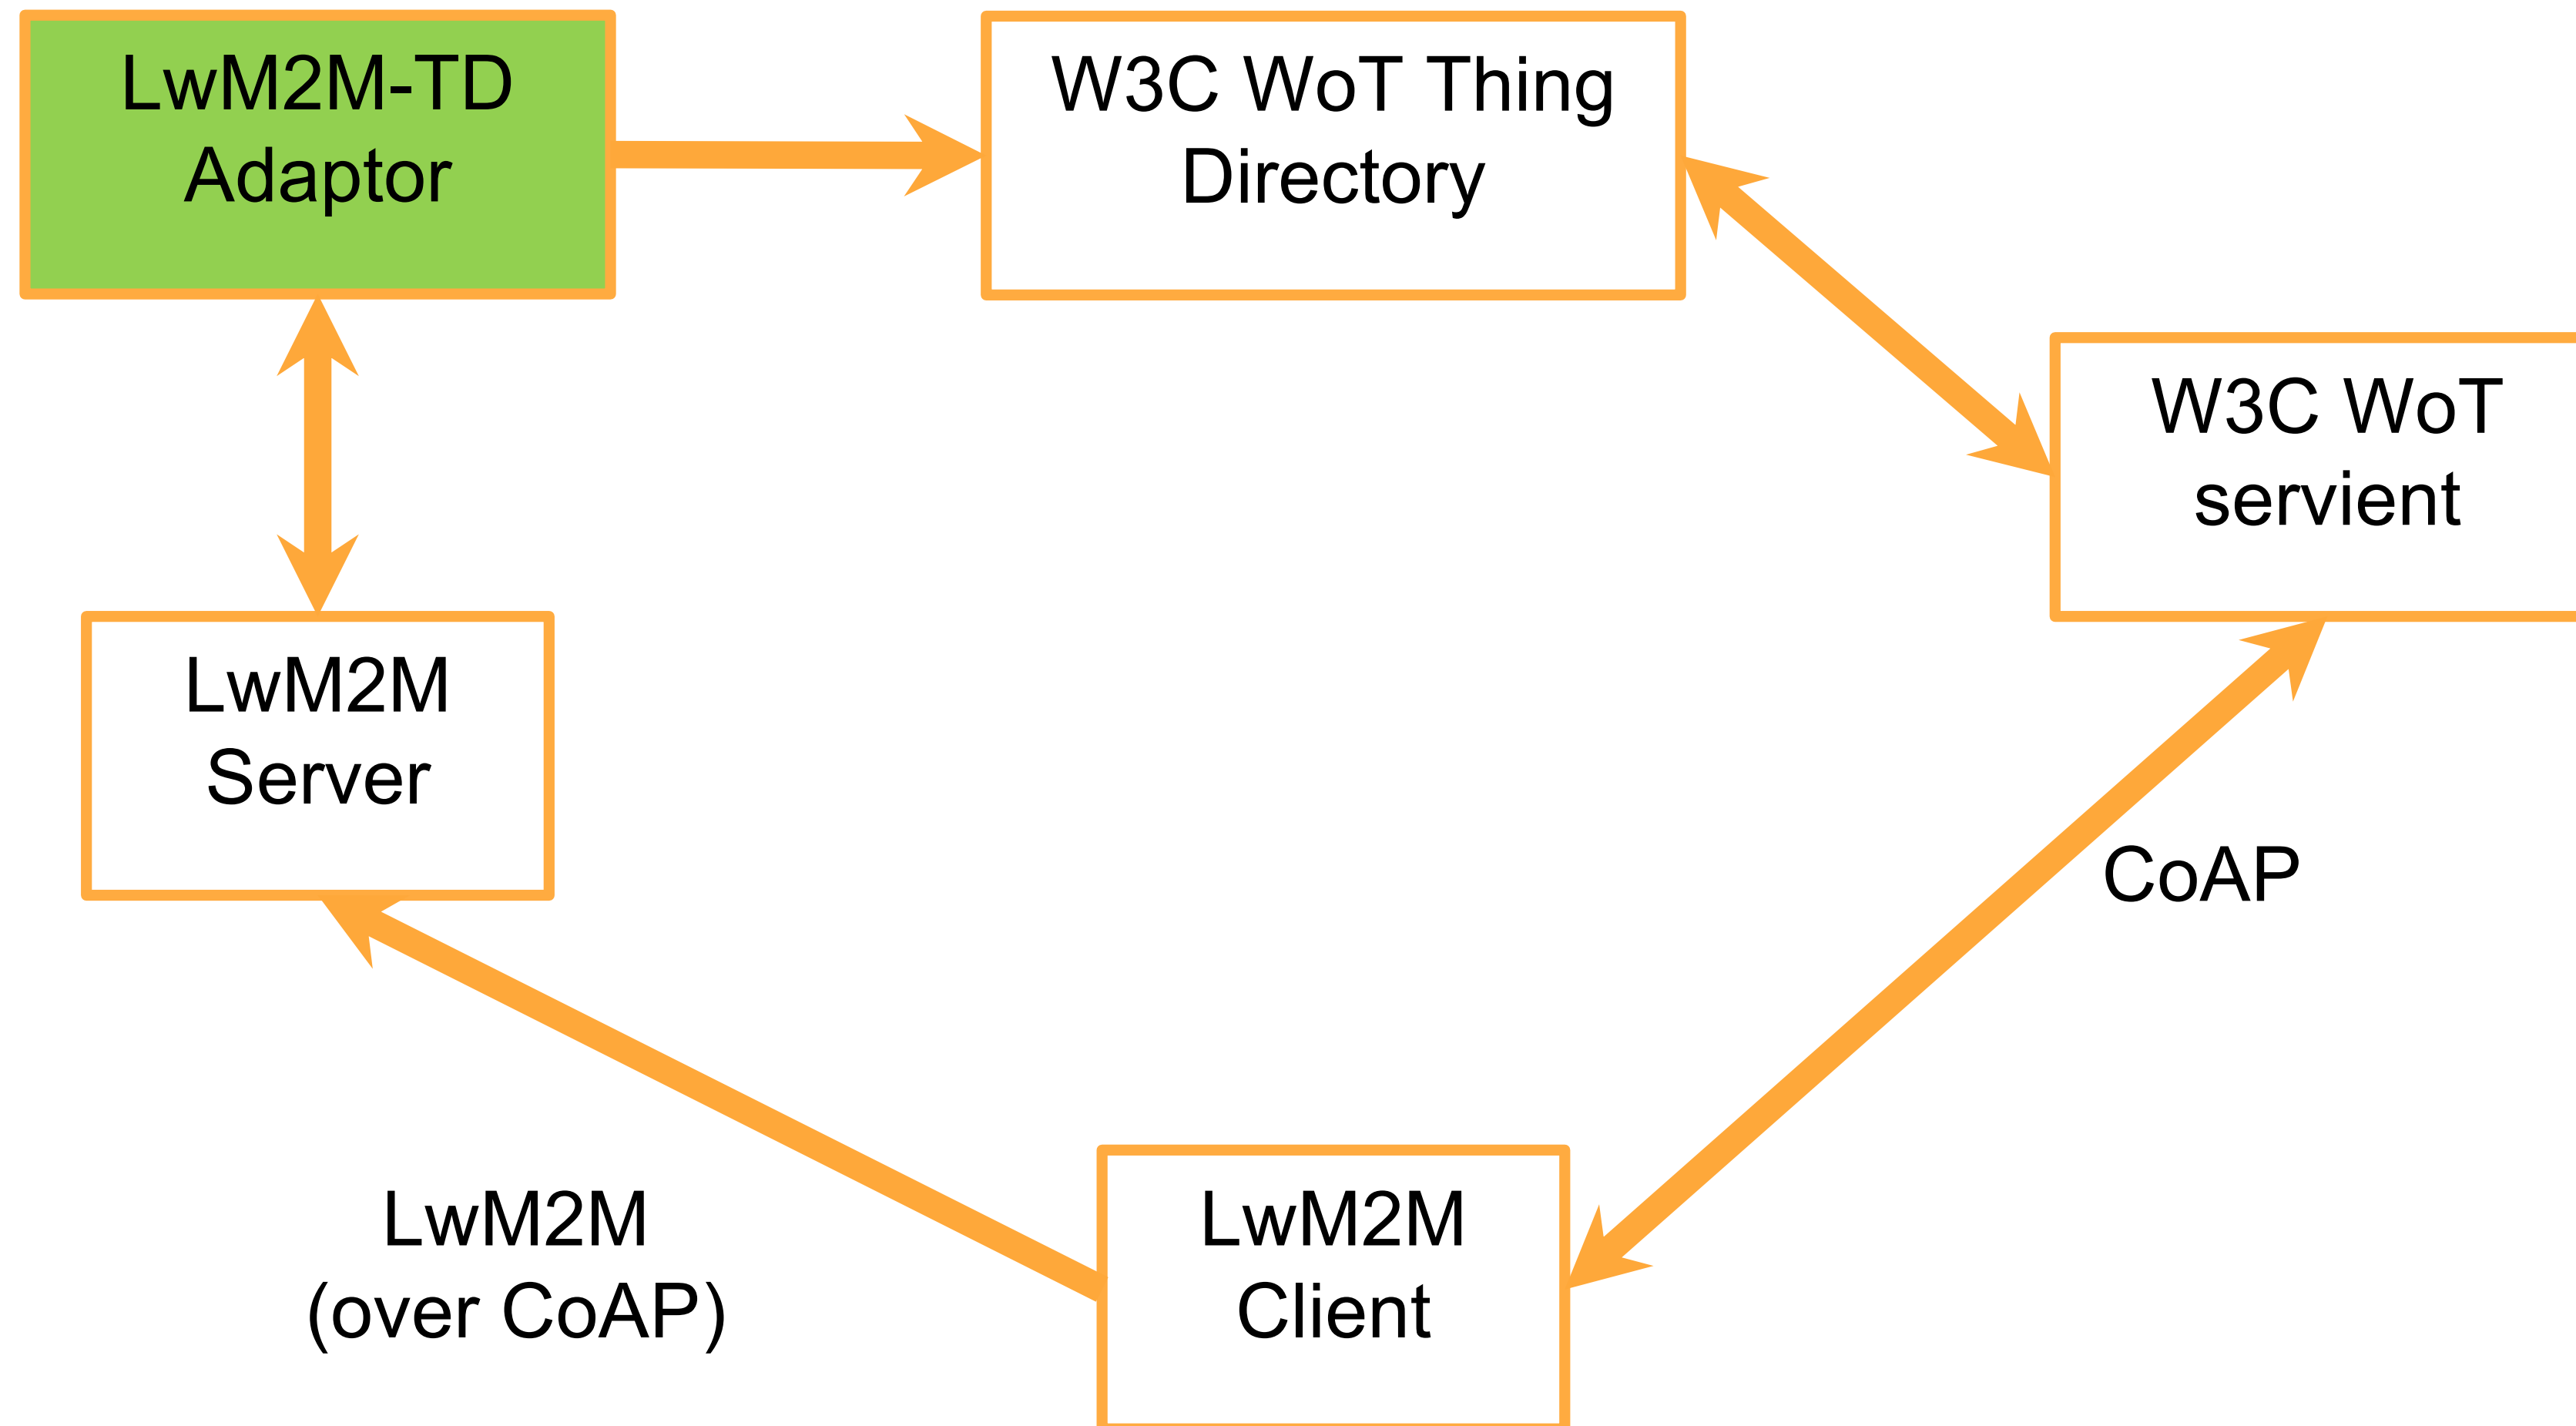 LwM2M-TD
Adaptor
W3C WoT Thing
Directory
W3C WoT
servient
LwM2M
Server
CoAP
LwM2M
(over CoAP)
LwM2M
Client